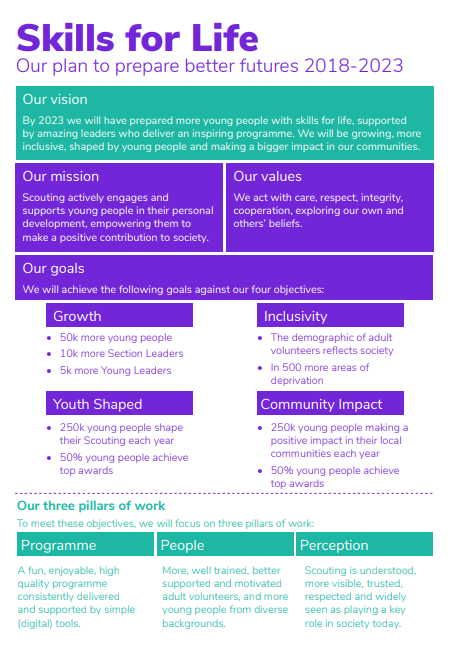 Skills for Life
Our plan to prepare better futures 2018-2023
Our vision
By 2023 we will have prepared more young people with skills for life, supported
by amazing leaders who deliver an inspiring programme. We will be growing, more
inclusive, shaped by young people and making a bigger impact in our communities.
Our mission
Scouting actively engages and
supports young people in their personal
development, empowering them to
make a positive contribution to society.
Our values
We act with care, respect, integrity,
cooperation, exploring our own and
others' beliefs.
Our goals
We will achieve the following goals against our four objectives:
Growth
• 50k more young people
• 10k more Section Leaders
• 5k more Young Leaders
Inclusivity
• The demographic of adult
volunteers reflects society
• In 500 more areas of
deprivation
Youth Shaped
• 250k young people shape
their Scouting each year
• 50% young people achieve
top awards
Community Impact
• 250k young people making a
positive impact in their local
communities each year
• 50% young people achieve
top awards
Our three pillars of work
To meet these objectives, we will focus on three pillars of work:
Programme
A fun, enjoyable, high
quality programme
consistently delivered
and supported by simple
(digital) tools.
People
More, well trained, better
supported and motivated
adult volunteers, and more
young people from diverse
backgrounds.
Perception
Scouting is understood,
more visible, trusted,
respected and widely
seen as playing a key
role in society today.